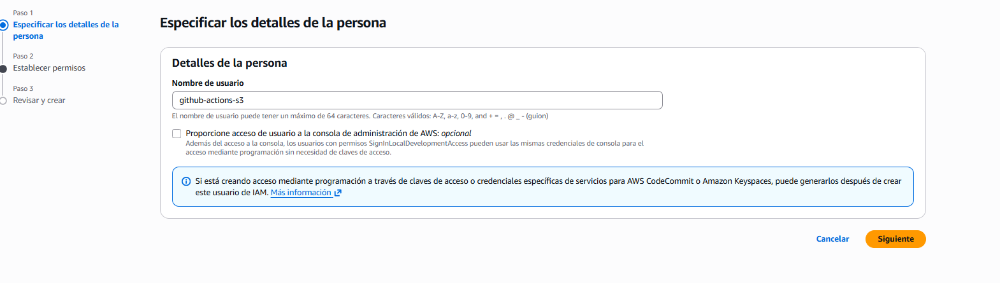 Paso 1
Especificar los detalles de la
persona
Paso 2
Establecer permisos
Paso 3
Revisar y crear
Especificar los detalles de la persona
Detalles de la persona
Nombre de usuario
github-actions-s3
El nombre de usuario puede tener un máximo de 64 caracteres. Caracteres válidos: A-Z, a-z, 0-9, and + = , . @ _ - (guion)
Proporcione acceso de usuario a la consola de administración de AWS: opcional
Además del acceso a la consola, los usuarios con permisos SignInLocalDevelopmentAccess pueden usar las mismas credenciales de consola para el
acceso mediante programación sin necesidad de claves de acceso.
Si está creando acceso mediante programación a través de claves de acceso o credenciales específicas de servicios para AWS CodeCommit o Amazon Keyspaces, puede generarlos después de crear
este usuario de IAM. Más información
Cancelar
Siguiente